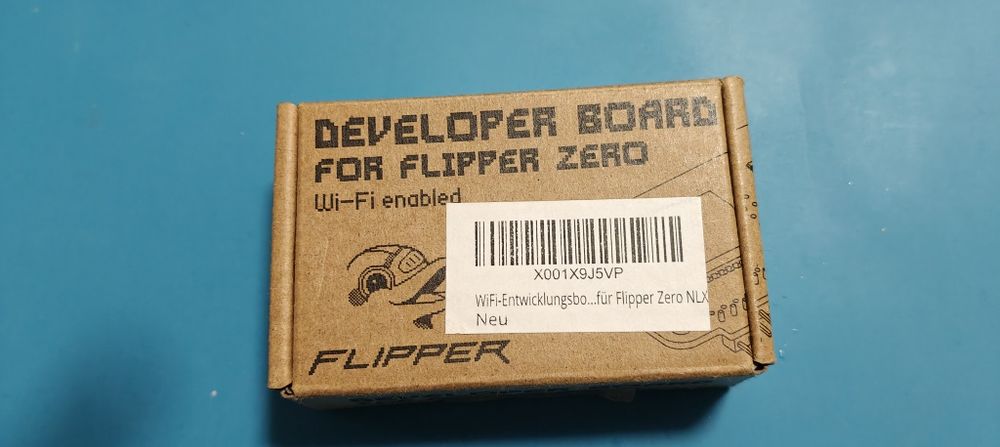 DEVELOPER BOARD
FOR FLIPPER ZERO
Wi-Fi enabled
X001X9J5VP
WiFi-Entwicklungsbo...für Flipper Zero NLX
Neu
FLIPPER